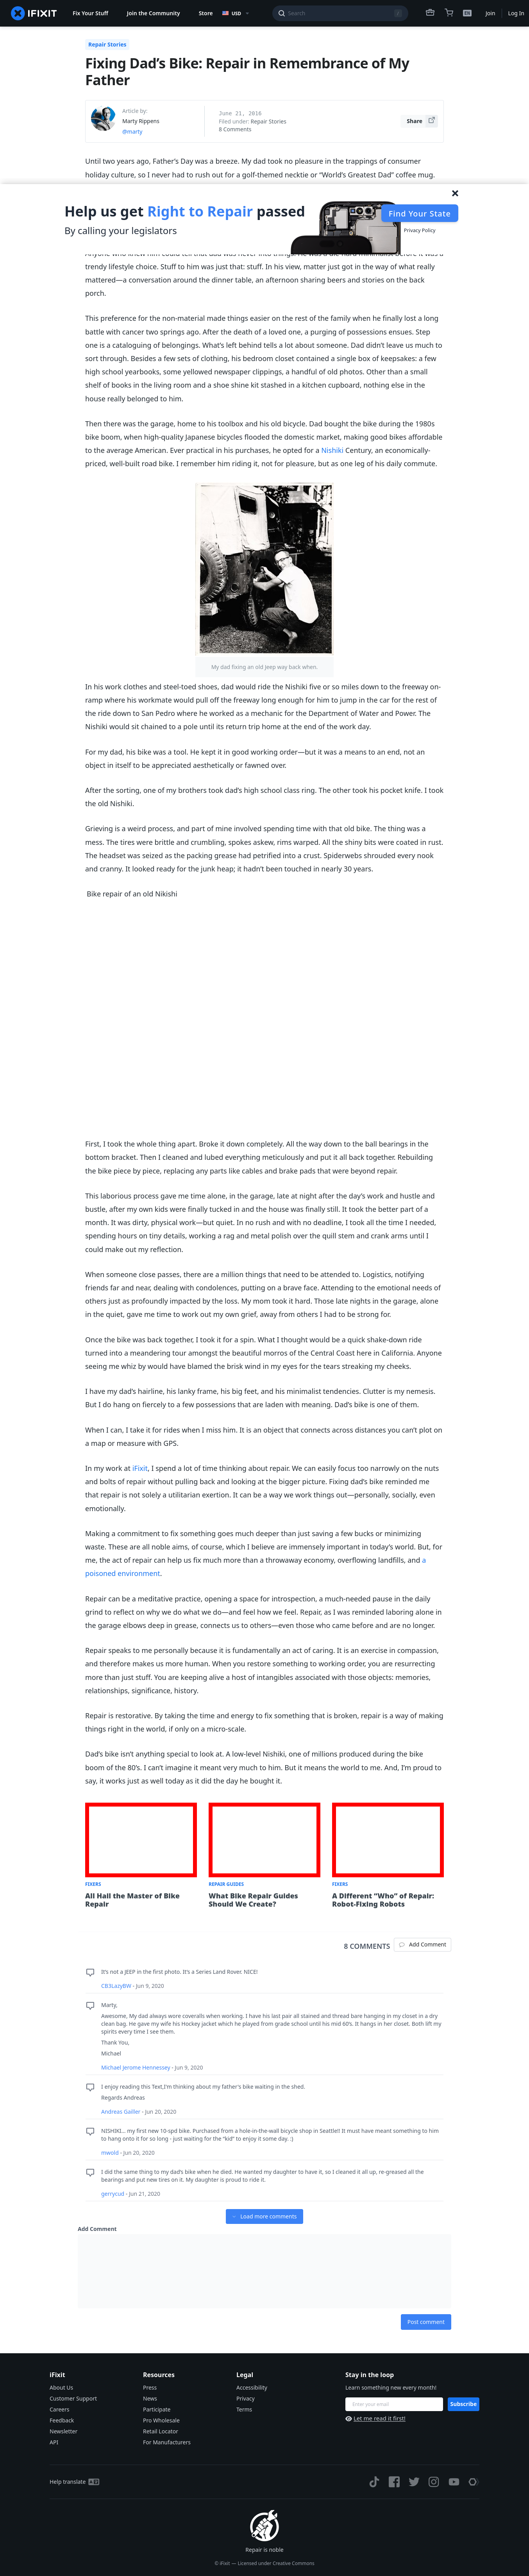 IFIXIT
Fix Your Stuff
Join the Community
Store
USD
Search
/
EN
Join
Log In
Repair Stories
Fixing Dad’s Bike: Repair in Remembrance of My
Father
Article by:
Marty Rippens
@marty
June 21, 2016
Filed under: Repair Stories
8 Comments
Share
Until two years ago, Father’s Day was a breeze. My dad took no pleasure in the trappings of consumer
holiday culture, so I never had to rush out for a golf-themed necktie or “World’s Greatest Dad” coffee mug.
Help us get Right to Repair passed
By calling your legislators
Find Your State
Privacy Policy
Anyone who knew him could tell that dad was never into things. He was a die-hard minimalist before it was a
trendy lifestyle choice. Stuff to him was just that: stuff. In his view, matter got in the way of what really
mattered—a conversation around the dinner table, an afternoon sharing beers and stories on the back
porch.
This preference for the non-material made things easier on the rest of the family when he finally lost a long
battle with cancer two springs ago. After the death of a loved one, a purging of possessions ensues. Step
one is a cataloguing of belongings. What’s left behind tells a lot about someone. Dad didn’t leave us much to
sort through. Besides a few sets of clothing, his bedroom closet contained a single box of keepsakes: a few
high school yearbooks, some yellowed newspaper clippings, a handful of old photos. Other than a small
shelf of books in the living room and a shoe shine kit stashed in a kitchen cupboard, nothing else in the
house really belonged to him.
Then there was the garage, home to his toolbox and his old bicycle. Dad bought the bike during the 1980s
bike boom, when high-quality Japanese bicycles flooded the domestic market, making good bikes affordable
to the average American. Ever practical in his purchases, he opted for a Nishiki Century, an economically-
priced, well-built road bike. I remember him riding it, not for pleasure, but as one leg of his daily commute.
My dad fixing an old Jeep way back when.
In his work clothes and steel-toed shoes, dad would ride the Nishiki five or so miles down to the freeway on-
ramp where his workmate would pull off the freeway long enough for him to jump in the car for the rest of
the ride down to San Pedro where he worked as a mechanic for the Department of Water and Power. The
Nishiki would sit chained to a pole until its return trip home at the end of the work day.
For my dad, his bike was a tool. He kept it in good working order—but it was a means to an end, not an
object in itself to be appreciated aesthetically or fawned over.
After the sorting, one of my brothers took dad’s high school class ring. The other took his pocket knife. I took
the old Nishiki.
Grieving is a weird process, and part of mine involved spending time with that old bike. The thing was a
mess. The tires were brittle and crumbling, spokes askew, rims warped. All the shiny bits were coated in rust.
The headset was seized as the packing grease had petrified into a crust. Spiderwebs shrouded every nook
and cranny. It looked ready for the junk heap; it hadn’t been touched in nearly 30 years.
Bike repair of an old Nikishi
First, I took the whole thing apart. Broke it down completely. All the way down to the ball bearings in the
bottom bracket. Then I cleaned and lubed everything meticulously and put it all back together. Rebuilding
the bike piece by piece, replacing any parts like cables and brake pads that were beyond repair.
This laborious process gave me time alone, in the garage, late at night after the day’s work and hustle and
bustle, after my own kids were finally tucked in and the house was finally still. It took the better part of a
month. It was dirty, physical work—but quiet. In no rush and with no deadline, I took all the time I needed,
spending hours on tiny details, working a rag and metal polish over the quill stem and crank arms until I
could make out my reflection.
When someone close passes, there are a million things that need to be attended to. Logistics, notifying
friends far and near, dealing with condolences, putting on a brave face. Attending to the emotional needs of
others just as profoundly impacted by the loss. My mom took it hard. Those late nights in the garage, alone
in the quiet, gave me time to work out my own grief, away from others I had to be strong for.
Once the bike was back together, I took it for a spin. What I thought would be a quick shake-down ride
turned into a meandering tour amongst the beautiful morros of the Central Coast here in California. Anyone
seeing me whiz by would have blamed the brisk wind in my eyes for the tears streaking my cheeks.
I have my dad’s hairline, his lanky frame, his big feet, and his minimalist tendencies. Clutter is my nemesis.
But I do hang on fiercely to a few possessions that are laden with meaning. Dad’s bike is one of them.
When I can, I take it for rides when I miss him. It is an object that connects across distances you can’t plot on
a map or measure with GPS.
In my work at iFixit, I spend a lot of time thinking about repair. We can easily focus too narrowly on the nuts
and bolts of repair without pulling back and looking at the bigger picture. Fixing dad’s bike reminded me
that repair is not solely a utilitarian exertion. It can be a way we work things out—personally, socially, even
emotionally.
Making a commitment to fix something goes much deeper than just saving a few bucks or minimizing
waste. These are all noble aims, of course, which I believe are immensely important in today’s world. But, for
me, the act of repair can help us fix much more than a throwaway economy, overflowing landfills, and a
poisoned environment.
Repair can be a meditative practice, opening a space for introspection, a much-needed pause in the daily
grind to reflect on why we do what we do—and feel how we feel. Repair, as I was reminded laboring alone in
the garage elbows deep in grease, connects us to others—even those who came before and are no longer.
Repair speaks to me personally because it is fundamentally an act of caring. It is an exercise in compassion,
and therefore makes us more human. When you restore something to working order, you are resurrecting
more than just stuff. You are keeping alive a host of intangibles associated with those objects: memories,
relationships, significance, history.
Repair is restorative. By taking the time and energy to fix something that is broken, repair is a way of making
things right in the world, if only on a micro-scale.
Dad’s bike isn’t anything special to look at. A low-level Nishiki, one of millions produced during the bike
boom of the 80’s. I can’t imagine it meant very much to him. But it means the world to me. And, I’m proud to
say, it works just as well today as it did the day he bought it.
FIXERS
All Hail the Master of Bike
Repair
REPAIR GUIDES
What Bike Repair Guides
Should We Create?
FIXERS
A Different “Who” of Repair:
Robot-Fixing Robots
8 COMMENTS
Add Comment
It’s not a JEEP in the first photo. It’s a Series Land Rover. NICE!
CB3LazyBW - Jun 9, 2020
Marty,
Awesome, My dad always wore coveralls when working. I have his last pair all stained and thread bare hanging in my closet in a dry
clean bag. He gave my wife his Hockey jacket which he played from grade school until his mid 60’s. It hangs in her closet. Both lift my
spirits every time I see them.
Thank You,
Michael
Michael Jerome Hennessey - Jun 9, 2020
I enjoy reading this Text,I’m thinking about my father’s bike waiting in the shed.
Regards Andreas
Andreas Gailler - Jun 20, 2020
NISHIKI... my first new 10-spd bike. Purchased from a hole-in-the-wall bicycle shop in Seattle!! It must have meant something to him
to hang onto it for so long - just waiting for the “kid” to enjoy it some day. :)
mwold - Jun 20, 2020
I did the same thing to my dad’s bike when he died. He wanted my daughter to have it, so I cleaned it all up, re-greased all the
bearings and put new tires on it. My daughter is proud to ride it.
gerrycud - Jun 21, 2020
Load more comments
Add Comment
Post comment
iFixit
About Us
Customer Support
Careers
Feedback
Newsletter
API
Resources
Press
News
Participate
Pro Wholesale
Retail Locator
For Manufacturers
Legal
Accessibility
Privacy
Terms
Stay in the loop
Learn something new every month!
Enter your email
Subscribe
Let me read it first!
Help translate
Repair is noble
© iFixit — Licensed under Creative Commons